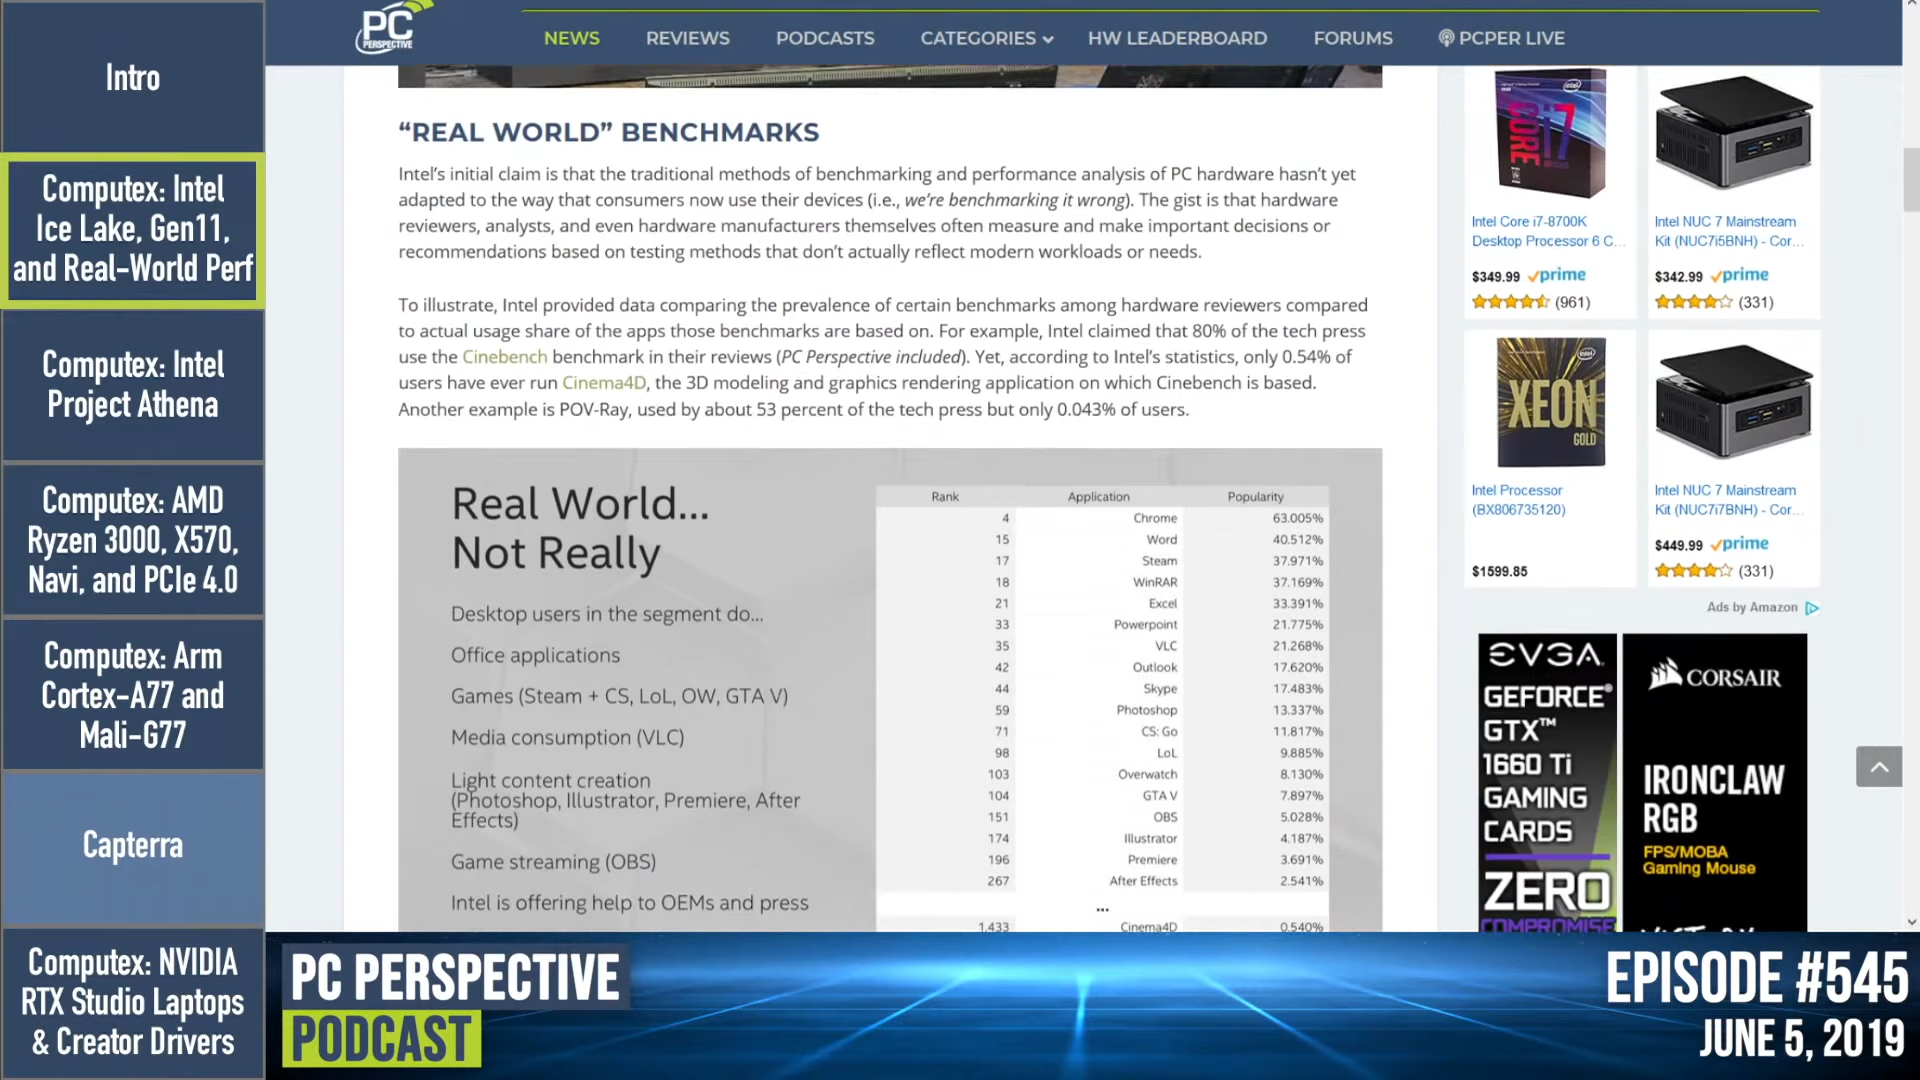 Intro
Computex: Intel
Ice Lake, Gen11,
and Real-World Perf
Computex: Intel
Project Athena
Computex: AMD
Ryzen 3000, X570,
Navi, and PCIe 4.0
Computex: Arm
Cortex-A77 and
Mali-G77
Capterra
Computex: NVIDIA
RTX Studio Laptops
& Creator Drivers
PC
PERSPECTIVE
NEWS REVIEWS PODCASTS CATEGORIES HW LEADERBOARD FORUMS PCPER LIVE
“REAL WORLD” BENCHMARKS
Intel’s initial claim is that the traditional methods of benchmarking and performance analysis of PC hardware hasn’t yet
adapted to the way that consumers now use their devices (i.e., we’re benchmarking it wrong). The gist is that hardware
reviewers, analysts, and even hardware manufacturers themselves often measure and make important decisions or
recommendations based on testing methods that don’t actually reflect modern workloads or needs.
To illustrate, Intel provided data comparing the prevalence of certain benchmarks among hardware reviewers compared
to actual usage share of the apps those benchmarks are based on. For example, Intel claimed that 80% of the tech press
use the Cinebench benchmark in their reviews (PC Perspective included). Yet, according to Intel’s statistics, only 0.54% of
users have ever run Cinema4D, the 3D modeling and graphics rendering application on which Cinebench is based.
Another example is POV-Ray, used by about 53 percent of the tech press but only 0.043% of users.
Real World...
Not Really
Desktop users in the segment do...
Office applications
Games (Steam + CS, LoL, OW, GTA V)
Media consumption (VLC)
Light content creation
(Photoshop, Illustrator, Premiere, After
Effects)
Game streaming (OBS)
Intel is offering help to OEMs and press
Rank Application Popularity
4 Chrome 63.005%
15 Word 40.512%
17 Steam 37.971%
18 WinRAR 37.169%
21 Excel 33.391%
33 Powerpoint 21.775%
35 VLC 21.268%
42 Outlook 17.620%
44 Skype 17.483%
59 Photoshop 13.337%
71 CS: Go 11.817%
98 LoL 9.885%
103 Overwatch 8.130%
104 GTA V 7.897%
151 OBS 5.028%
174 Illustrator 4.187%
196 Premiere 3.691%
267 After Effects 2.541%
...
1,433 Cinema4D 0.540%
intel
CORE i7
Intel Core i7-8700K
Desktop Processor 6 C...
$349.99 prime
(961)
Intel NUC 7 Mainstream
Kit (NUC7i5BNH) - Cor...
$342.99 prime
(331)
intel
XEON
GOLD
Intel Processor
(BX806735120)
$1599.85
Intel NUC 7 Mainstream
Kit (NUC7i7BNH) - Cor...
$449.99 prime
(331)
Ads by Amazon
EVGA
GEFORCE®
GTX™
1660 Ti
GAMING
CARDS
ZERO
COMPROMISE
CORSAIR
IRONCLAW
RGB
FPS/MOBA
Gaming Mouse
PC PERSPECTIVE
PODCAST
EPISODE #545
JUNE 5, 2019